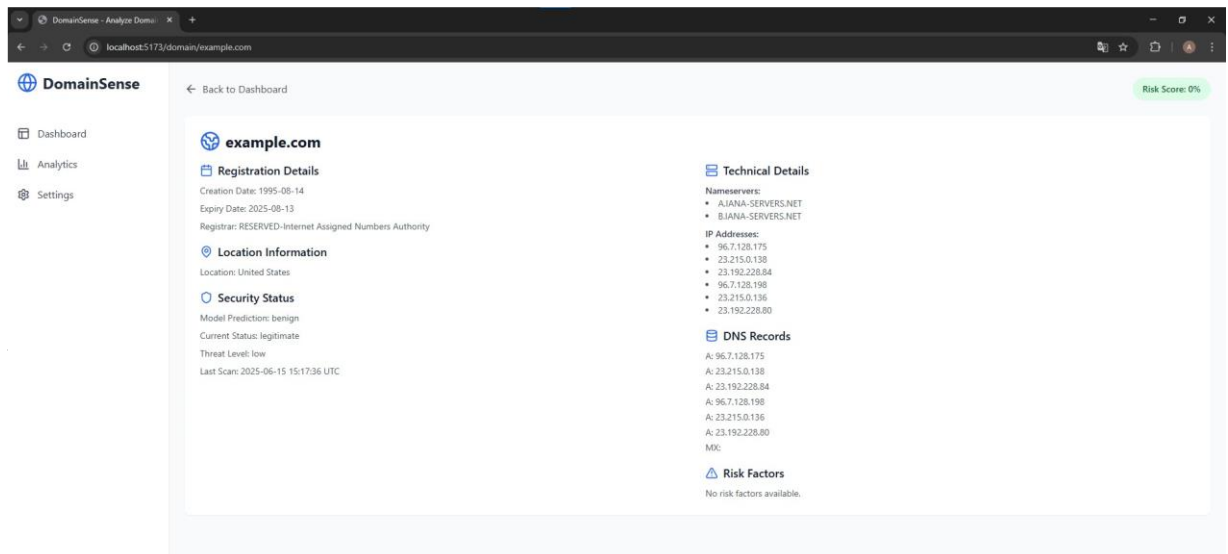 DomainSense - Analyze Domai
localhost:5173/domain/example.com
DomainSense
Dashboard
Analytics
Settings
Back to Dashboard
Risk Score: 0%
example.com
Registration Details
Creation Date: 1995-08-14
Expiry Date: 2025-08-13
Registrar: RESERVED-Internet Assigned Numbers Authority
Location Information
Location: United States
Security Status
Model Prediction: benign
Current Status: legitimate
Threat Level: low
Last Scan: 2025-06-15 15:17:36 UTC
Technical Details
Nameservers:
A.IANA-SERVERS.NET
B.IANA-SERVERS.NET
IP Addresses:
96.7.128.175
23.215.0.138
23.192.228.84
96.7.128.198
23.215.0.136
23.192.228.80
DNS Records
A: 96.7.128.175
A: 23.215.0.138
A: 23.192.228.84
A: 96.7.128.198
A: 23.215.0.136
A: 23.192.228.80
MX:
Risk Factors
No risk factors available.